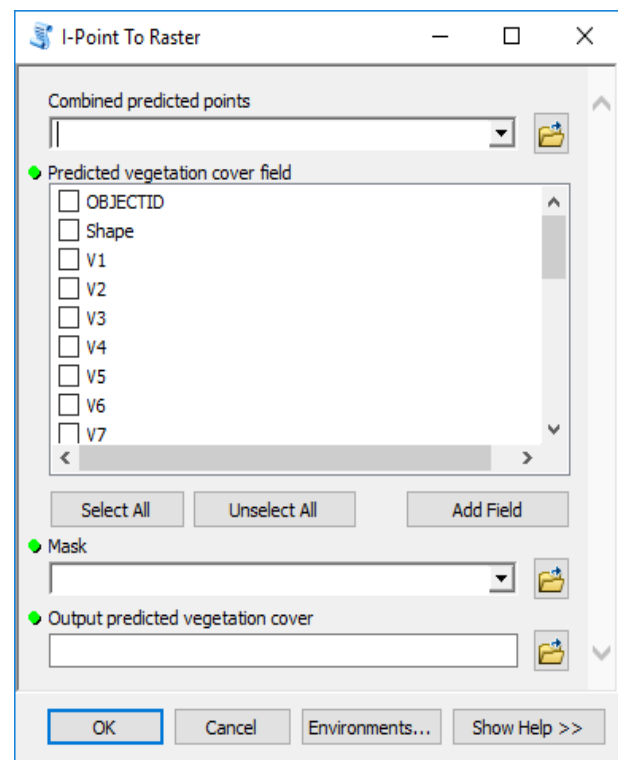 I-Point To Raster
Combined predicted points
Predicted vegetation cover field
OBJECTID
Shape
V1
V2
V3
V4
V5
V6
V7
Select All Unselect All Add Field
Mask
Output predicted vegetation cover
OK Cancel Environments... Show Help >>